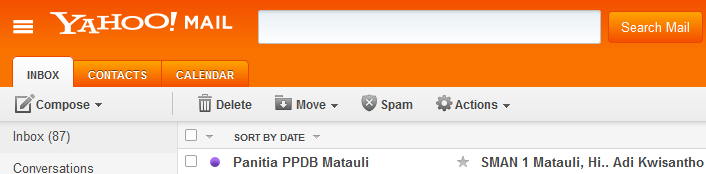 YAHOO! MAIL
Search Mail
INBOX CONTACTS CALENDAR
Compose Delete Move Spam Actions
Inbox (87) SORT BY DATE
Conversations Panitia PPDB Matauli SMAN 1 Matauli, Hi.. Adi Kwisantho